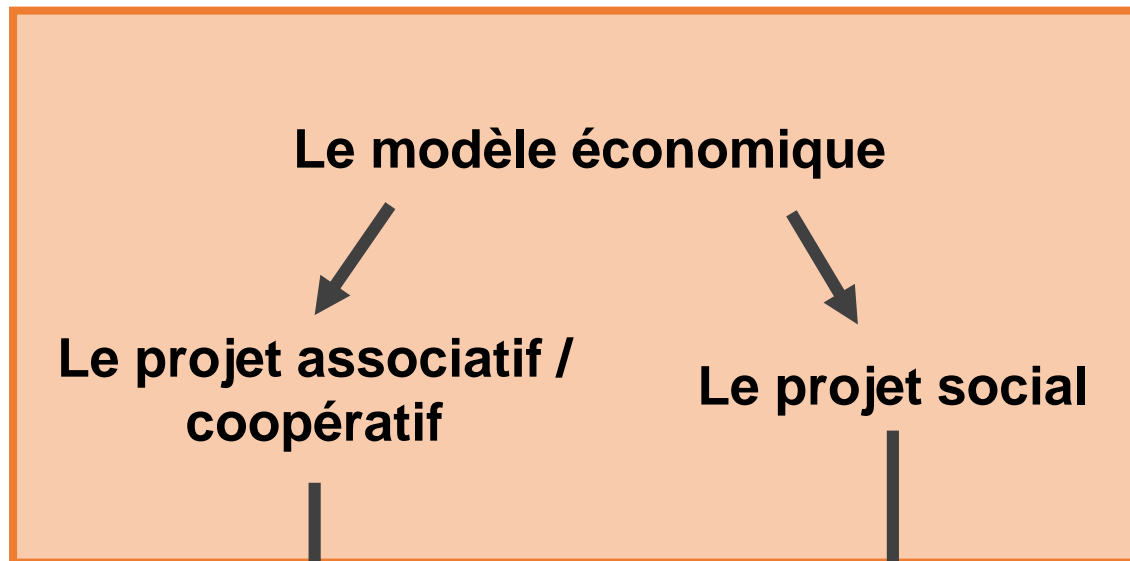 Le modèle économique
Le projet associatif /
coopératif
Le projet social